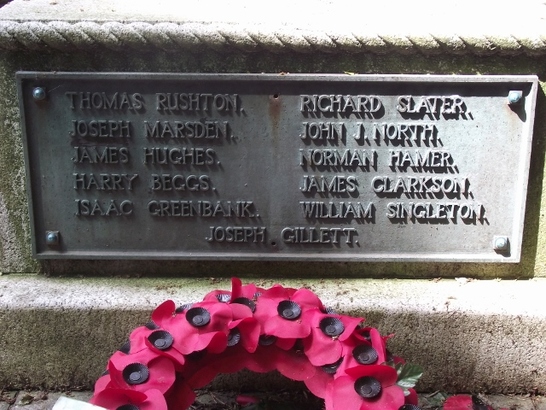 THOMAS RUSHTON.
JOSEPH MARSDEN.
JAMES HUGHES.
HARRY BEGGS.
ISAAC GREENBANK.
RICHARD SLATER.
JOHN J. NORTH.
NORMAN HAMER.
JAMES CLARKSON.
WILLIAM SINGLETON.
JOSEPH GILLETT.